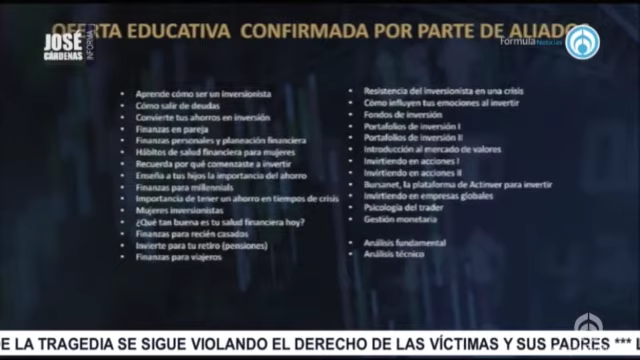 OFERTA EDUCATIVA CONFIRMADA POR PARTE DE ALIADOS
JOSÉ
CÁRDENAS
INFORMA
Fórmula
Noticias
Aprende cómo ser un inversionista
Cómo salir de deudas
Convierte tus ahorros en inversión
Finanzas en pareja
Finanzas personales y planeación financiera
Hábitos de salud financiera para mujeres
Recuerda por qué comenzaste a invertir
Enseña a tus hijos la importancia del ahorro
Finanzas para millennials
Importancia de tener un ahorro en tiempos de crisis
Mujeres inversionistas
¿Qué tan buena es tu salud financiera hoy?
Finanzas para recién casados
Invierte para tu retiro (pensiones)
Finanzas para viajeros
Resistencia del inversionista en una crisis
Cómo influyen tus emociones al invertir
Fondos de inversión
Portafolios de inversión I
Portafolios de inversión II
Introducción al mercado de valores
Invirtiendo en acciones I
Invirtiendo en acciones II
Bursanet, la plataforma de Actinver para invertir
Invirtiendo en empresas globales
Psicología del trader
Gestión monetaria
Análisis fundamental
Análisis técnico
DE LA TRAGEDIA SE SIGUE VIOLANDO EL DERECHO DE LAS VÍCTIMAS Y SUS PADRES *** L